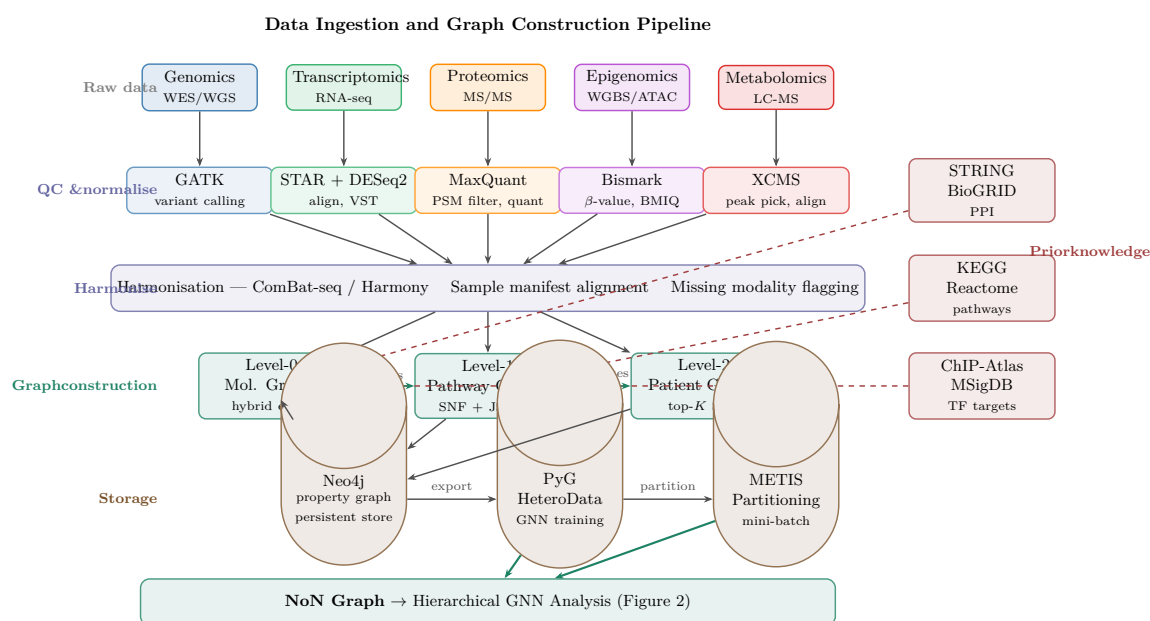 Data Ingestion and Graph Construction Pipeline
Raw data
Genomics
WES/WGS
Transcriptomics
RNA-seq
Proteomics
MS/MS
Epigenomics
WGBS/ATAC
Metabolomics
LC-MS
QC &normalise
GATK
variant calling
STAR + DESeq2
align, VST
MaxQuant
PSM filter, quant
Bismark
β-value, BMIQ
XCMS
peak pick, align
STRING
BioGRID
PPI
Priorknowledge
KEGG
Reactome
pathways
ChIP-Atlas
MSigDB
TF targets
Harmonise
Harmonisation — ComBat-seq / Harmony Sample manifest alignment Missing modality flagging
Graphconstruction
Level-0
Mol. Gr
hybrid
Level-1
Pathway
SNF + J
Level-2
Patient
top-K
Storage
Neo4j
property graph
persistent store
export
PyG
HeteroData
GNN training
partition
METIS
Partitioning
mini-batch
NoN Graph → Hierarchical GNN Analysis (Figure 2)